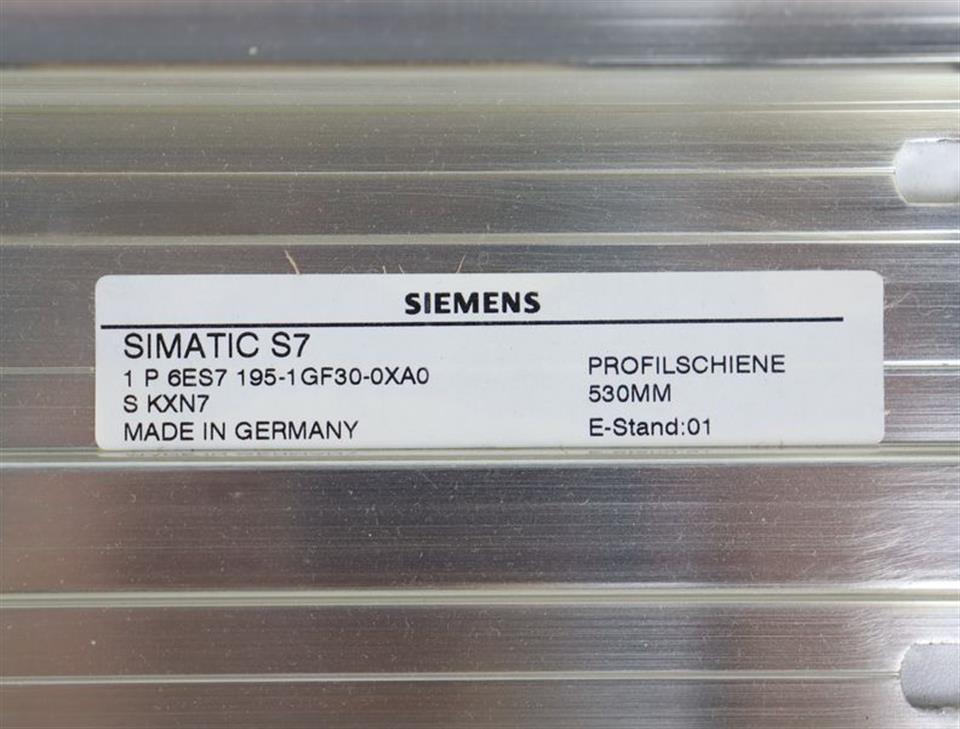 SIEMENS
SIMATIC S7
1 P 6ES7 195-1GF30-0XA0
S KXN7
MADE IN GERMANY
PROFILSCHIENE
530MM
E-Stand:01